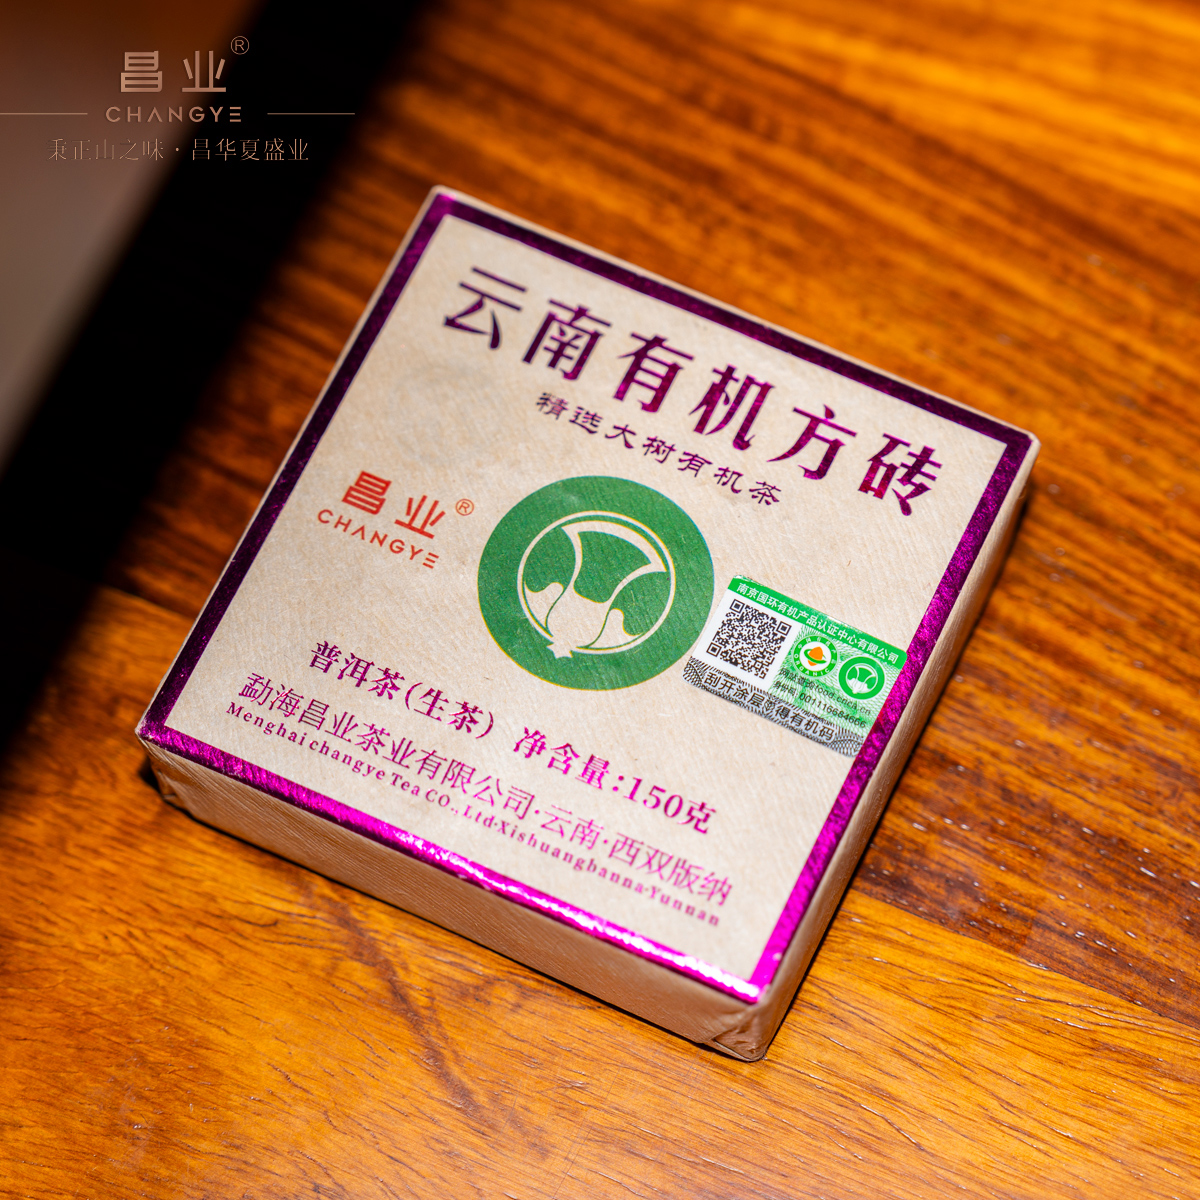 昌业®
CHANGYE
秉正山之味·昌华夏盛业
云南有机方砖
精选大树有机茶
昌业®
CHANGYE
南京国环有机产品认证中心有限公司
刮开涂层获得有机码
普洱茶(生茶) 净含量:150克
勐海昌业茶业有限公司·云南·西双版纳
Menghaichangye Tea CO., Ltd·Xishuangbanna·Yunnan